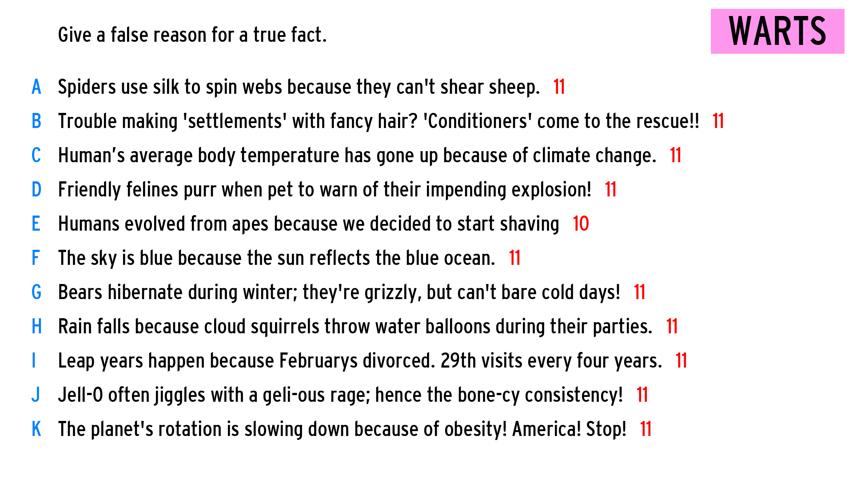 Give a false reason for a true fact.
WARTS
A Spiders use silk to spin webs because they can't shear sheep. 11
B Trouble making 'settlements' with fancy hair? 'Conditioners' come to the rescue!! 11
C Human’s average body temperature has gone up because of climate change. 11
D Friendly felines purr when pet to warn of their impending explosion! 11
E Humans evolved from apes because we decided to start shaving 10
F The sky is blue because the sun reflects the blue ocean. 11
G Bears hibernate during winter; they're grizzly, but can't bare cold days! 11
H Rain falls because cloud squirrels throw water balloons during their parties. 11
I Leap years happen because Februarys divorced. 29th visits every four years. 11
J Jell-O often jiggles with a geli-ous rage; hence the bone-cy consistency! 11
K The planet's rotation is slowing down because of obesity! America! Stop! 11